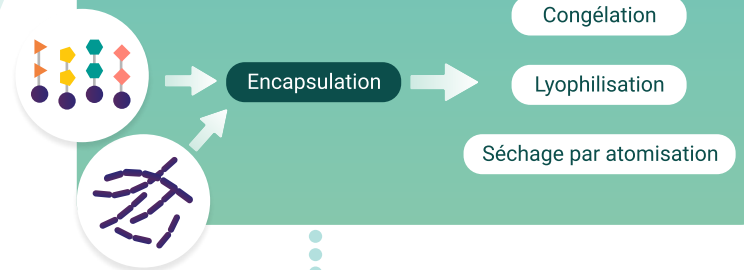 Congélation
Encapsulation
Lyophilisation
Séchage par atomisation